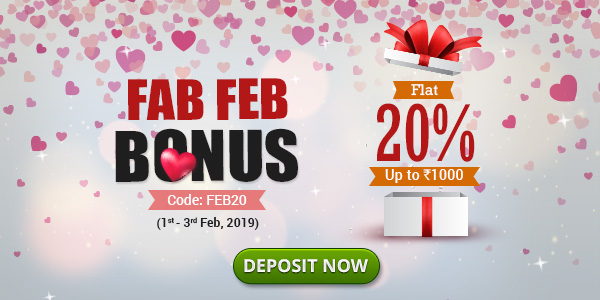 FAB FEB
BONUS
Code: FEB20
(1st - 3rd Feb, 2019)
Flat
20%
Up to ₹1000
DEPOSIT NOW